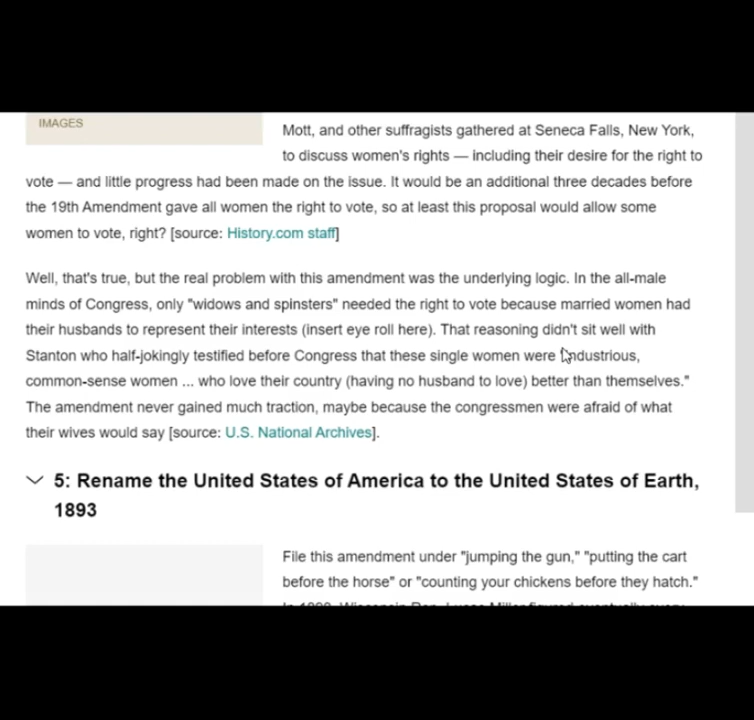 IMAGES
Mott, and other suffragists gathered at Seneca Falls, New York,
to discuss women's rights — including their desire for the right to
vote — and little progress had been made on the issue. It would be an additional three decades before
the 19th Amendment gave all women the right to vote, so at least this proposal would allow some
women to vote, right? [source: History.com staff]
Well, that's true, but the real problem with this amendment was the underlying logic. In the all-male
minds of Congress, only "widows and spinsters" needed the right to vote because married women had
their husbands to represent their interests (insert eye roll here). That reasoning didn't sit well with
Stanton who half-jokingly testified before Congress that these single women were "industrious,
common-sense women ... who love their country (having no husband to love) better than themselves."
The amendment never gained much traction, maybe because the congressmen were afraid of what
their wives would say [source: U.S. National Archives].
5: Rename the United States of America to the United States of Earth,
1893
File this amendment under "jumping the gun," "putting the cart
before the horse" or "counting your chickens before they hatch."